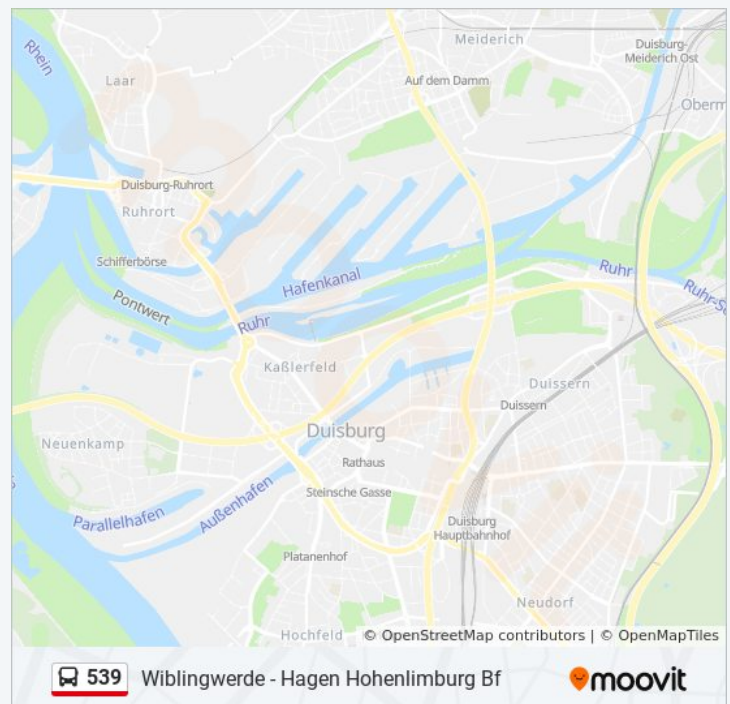 Meiderich
Duisburg-
Meiderich Ost
Rhein
Laar
Auf dem Damm
Oberm
Duisburg-Ruhrort
Ruhrort
Schifferbörse
Hafenkanal
Ruhr
Ruhr-Sc
Pontwert
Ruhr
Kaßlerfeld
Duissern
Duissern
Duisburg
Neuenkamp
Rathaus
Steinsche Gasse
Außenhafen
Parallelhafen
Duisburg
Hauptbahnhof
Platanenhof
Neudorf
Hochfeld
© OpenStreetMap contributors | © OpenMapTiles
539 Wiblingwerde - Hagen Hohenlimburg Bf moovit